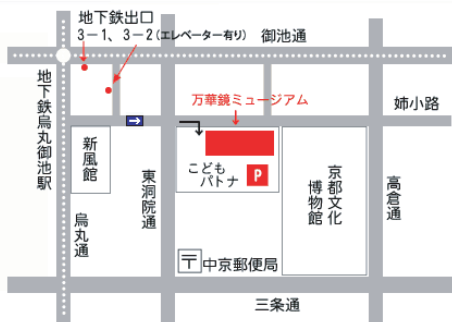 地下鉄出口
3-1、3-2(エレベーター有り)
御池通
地下鉄烏丸御池駅
万華鏡ミュージアム
姉小路
新風館
こども
パトナ
P
東洞院通
京都文化
博物館
高倉通
烏丸通
〒中京郵便局
三条通